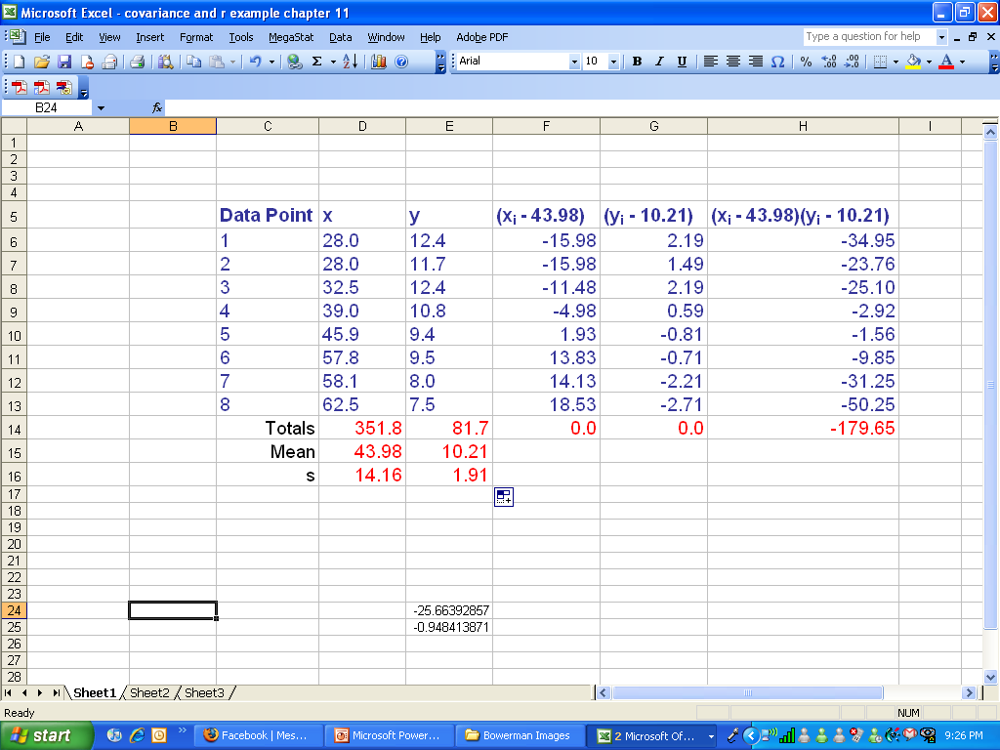 Microsoft Excel - covariance and r example chapter 11
File Edit View Insert Format Tools MegaStat Data Window Help Adobe PDF Type a question for help
Arial 10 B I U Ω %
B24 fx
A B C D E F G H I
1
2
3
4
5 Data Point x y (xi - 43.98) (yi - 10.21) (xi - 43.98)(yi - 10.21)
6 1 28.0 12.4 -15.98 2.19 -34.95
7 2 28.0 11.7 -15.98 1.49 -23.76
8 3 32.5 12.4 -11.48 2.19 -25.10
9 4 39.0 10.8 -4.98 0.59 -2.92
10 5 45.9 9.4 1.93 -0.81 -1.56
11 6 57.8 9.5 13.83 -0.71 -9.85
12 7 58.1 8.0 14.13 -2.21 -31.25
13 8 62.5 7.5 18.53 -2.71 -50.25
14 Totals 351.8 81.7 0.0 0.0 -179.65
15 Mean 43.98 10.21
16 s 14.16 1.91
17
18
19
20
21
22
23
24 -25.66392857
25 -0.948413871
26
27
28
Sheet1 Sheet2 Sheet3
Ready NUM
start Facebook | Mes... Microsoft Power... Bowerman Images 2 Microsoft Of... 9:26 PM